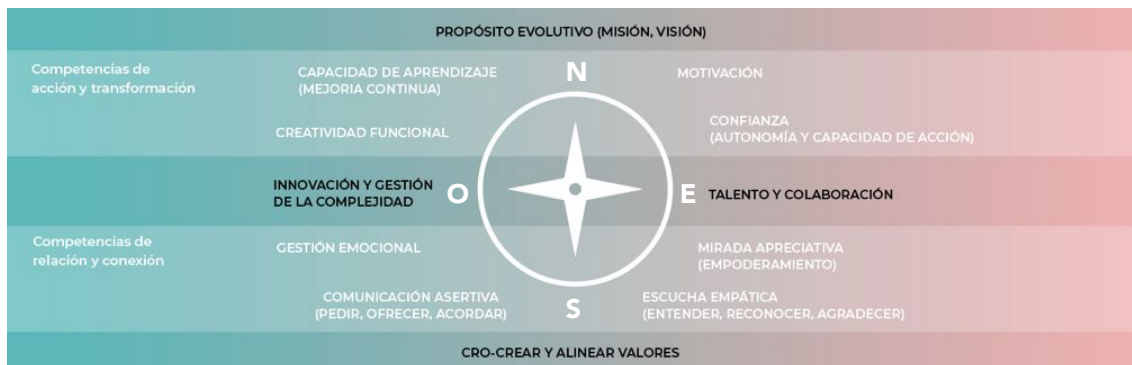 PROPÓSITO EVOLUTIVO (MISIÓN, VISIÓN)
Competencias de
acción y transformación
CAPACIDAD DE APRENDIZAJE
(MEJORIA CONTINUA)
N
MOTIVACIÓN
CREATIVIDAD FUNCIONAL
CONFIANZA
(AUTONOMÍA Y CAPACIDAD DE ACCIÓN)
INNOVACIÓN Y GESTIÓN
DE LA COMPLEJIDAD
O
E
TALENTO Y COLABORACIÓN
Competencias de
relación y conexión
GESTIÓN EMOCIONAL
MIRADA APRECIATIVA
(EMPODERAMIENTO)
COMUNICACIÓN ASERTIVA
(PEDIR, OFRECER, ACORDAR)
S
ESCUCHA EMPÁTICA
(ENTENDER, RECONOCER, AGRADECER)
CRO-CREAR Y ALINEAR VALORES